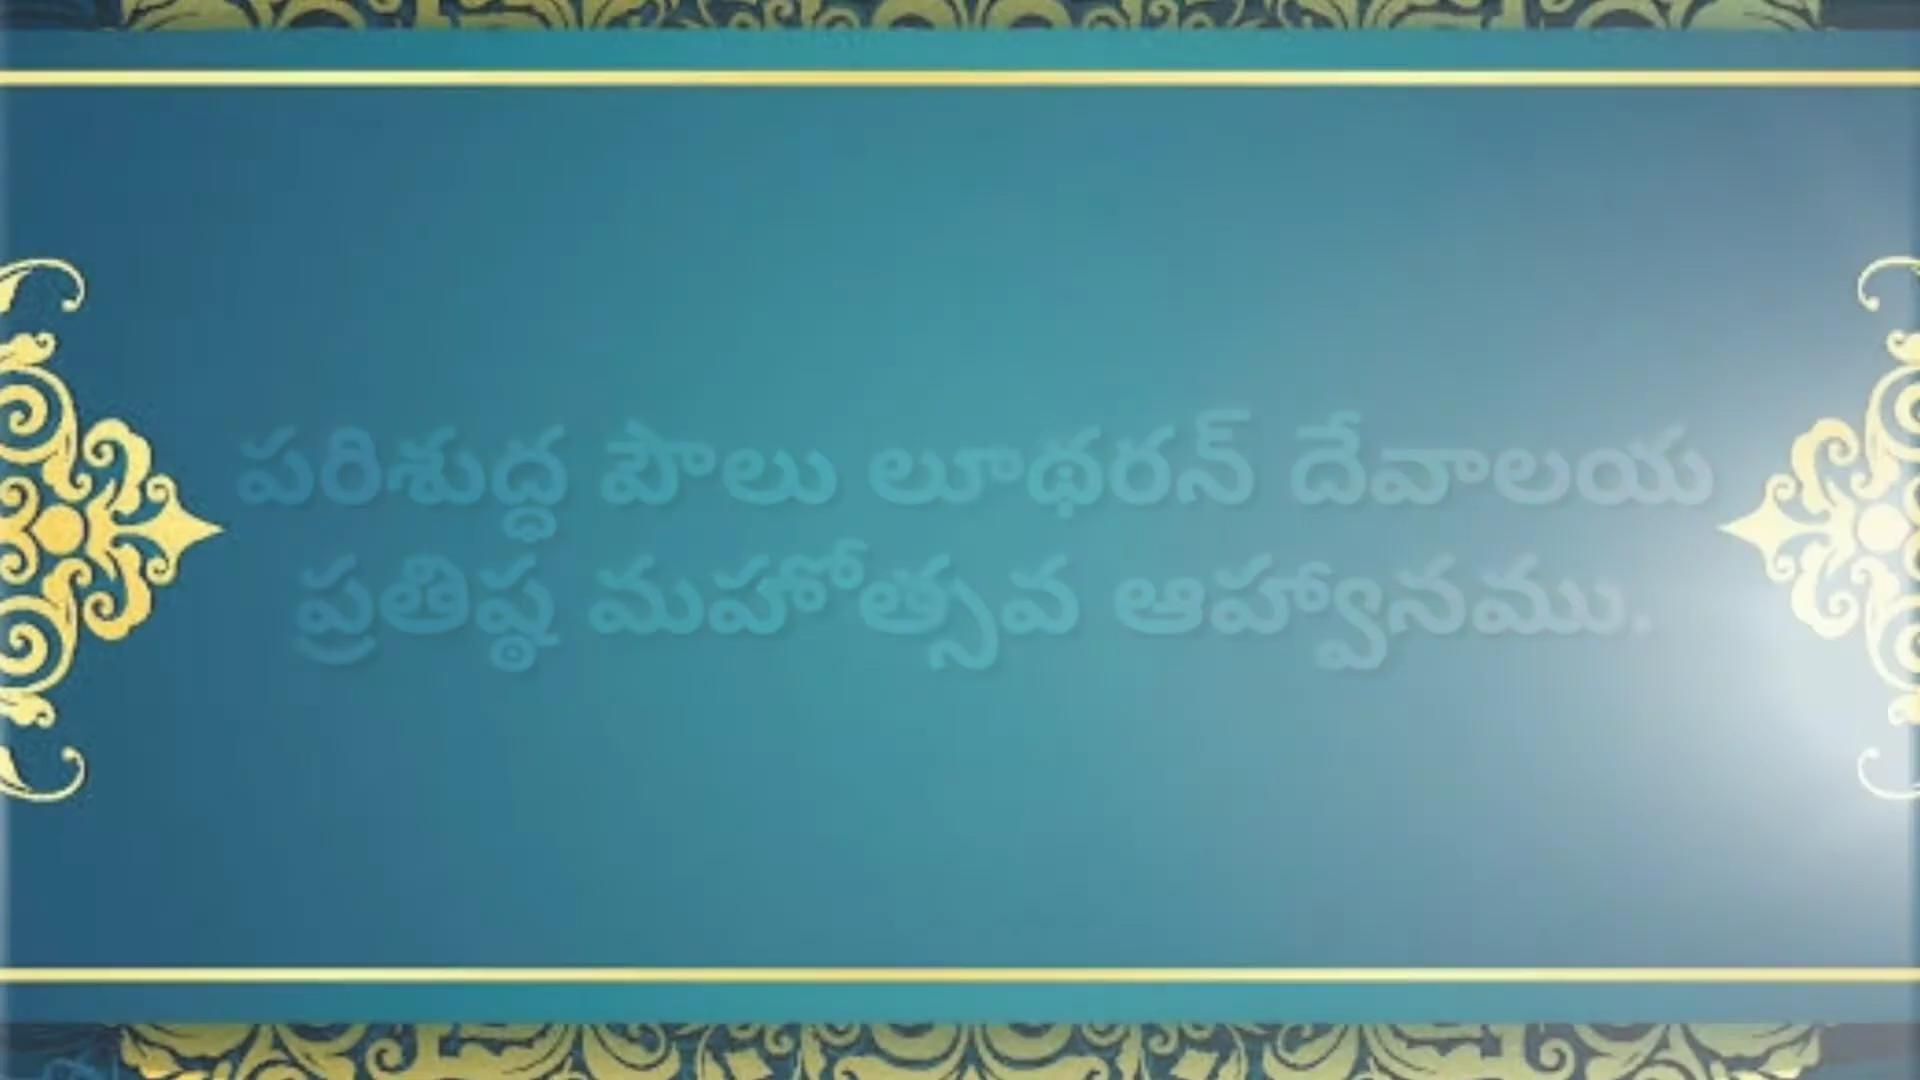 పరిశుద్ధ పౌలు లూథరన్ దేవాలయ
ప్రతిష్ఠ మహోత్సవ ఆహ్వానము.